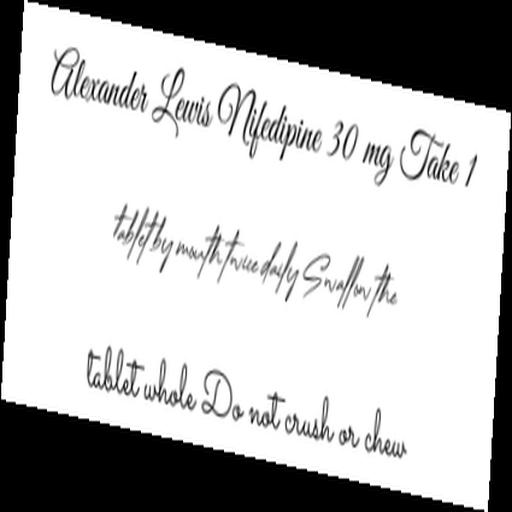 Alexander Lewis Nifedipine 30 mg Take 1
tablet by mouth twice daily Swallow the
tablet whole Do not crush or chew